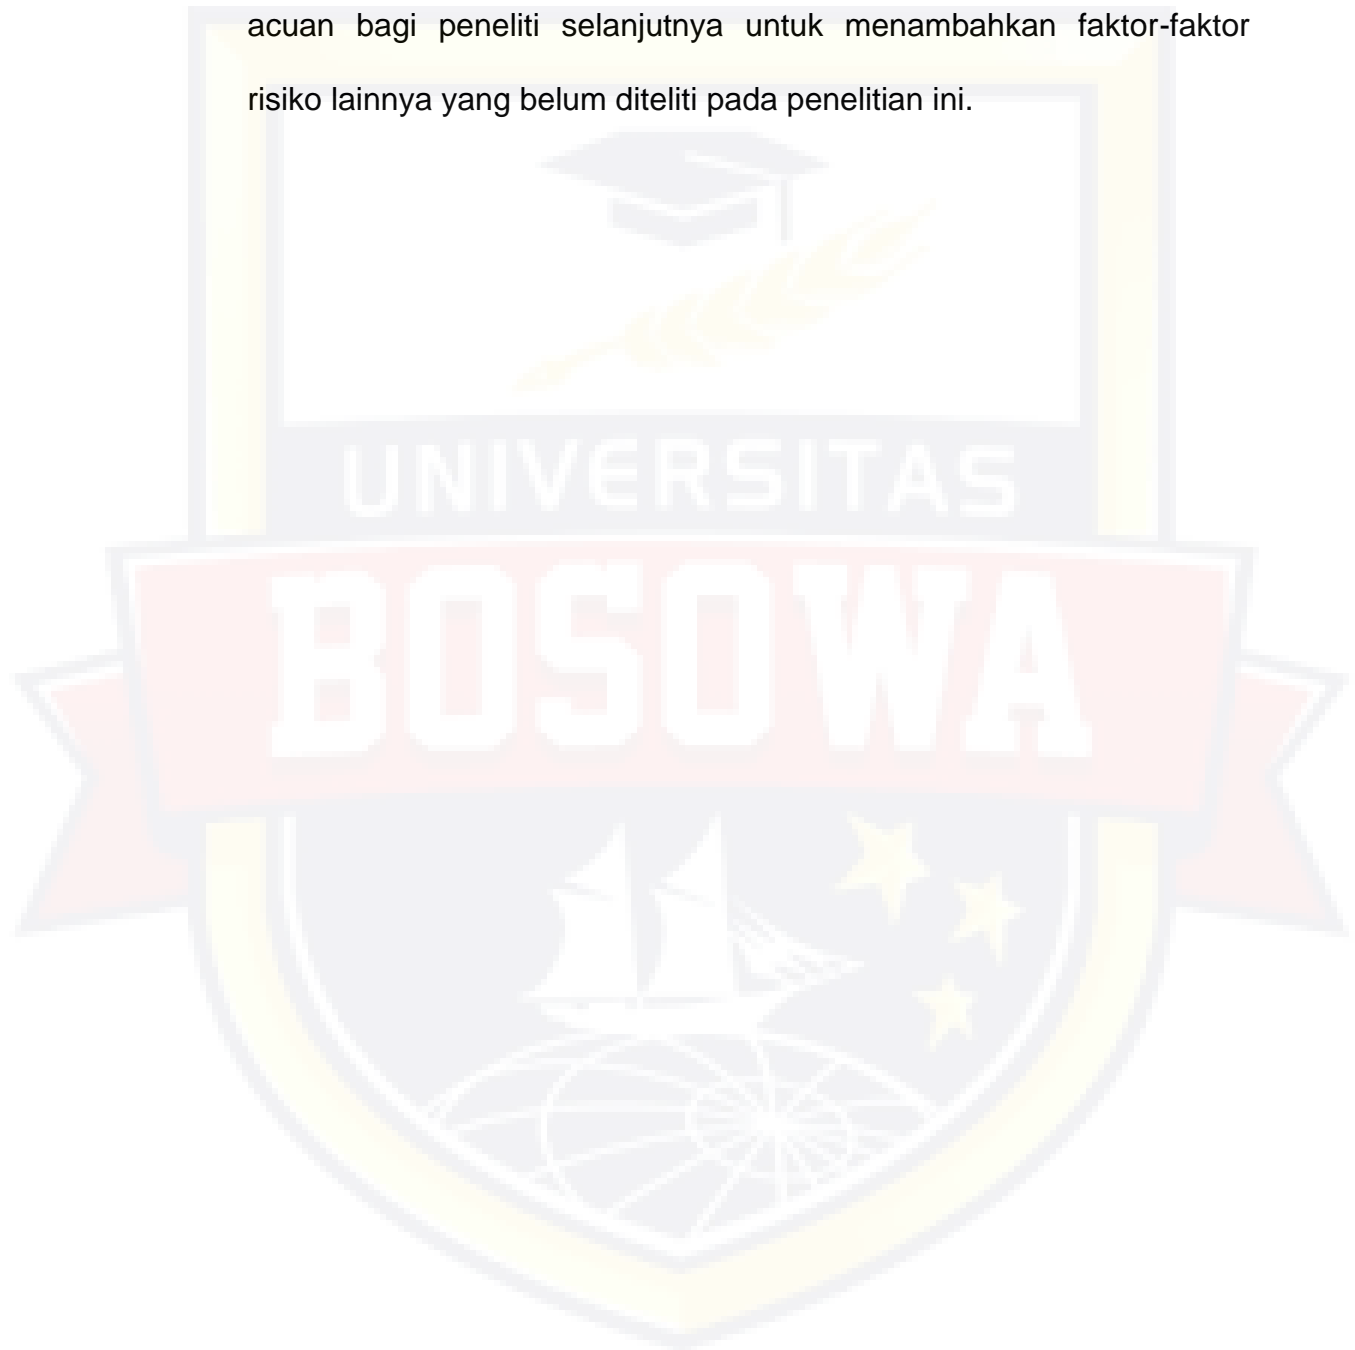 acuan bagi peneliti selanjutnya untuk menambahkan faktor-faktor
risiko lainnya yang belum diteliti pada penelitian ini.
UNIVERSITAS
BOSOWA